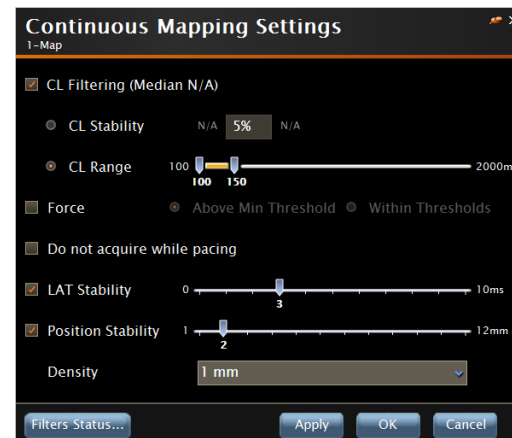 Continuous Mapping Settings
1-Map
CL Filtering (Median N/A)
CL Stability N/A 5% N/A
CL Range 100 2000m
100 150
Force Above Min Threshold Within Thresholds
Do not acquire while pacing
LAT Stability 0 10ms
3
Position Stability 1 12mm
2
Density 1 mm
Filters Status... Apply OK Cancel